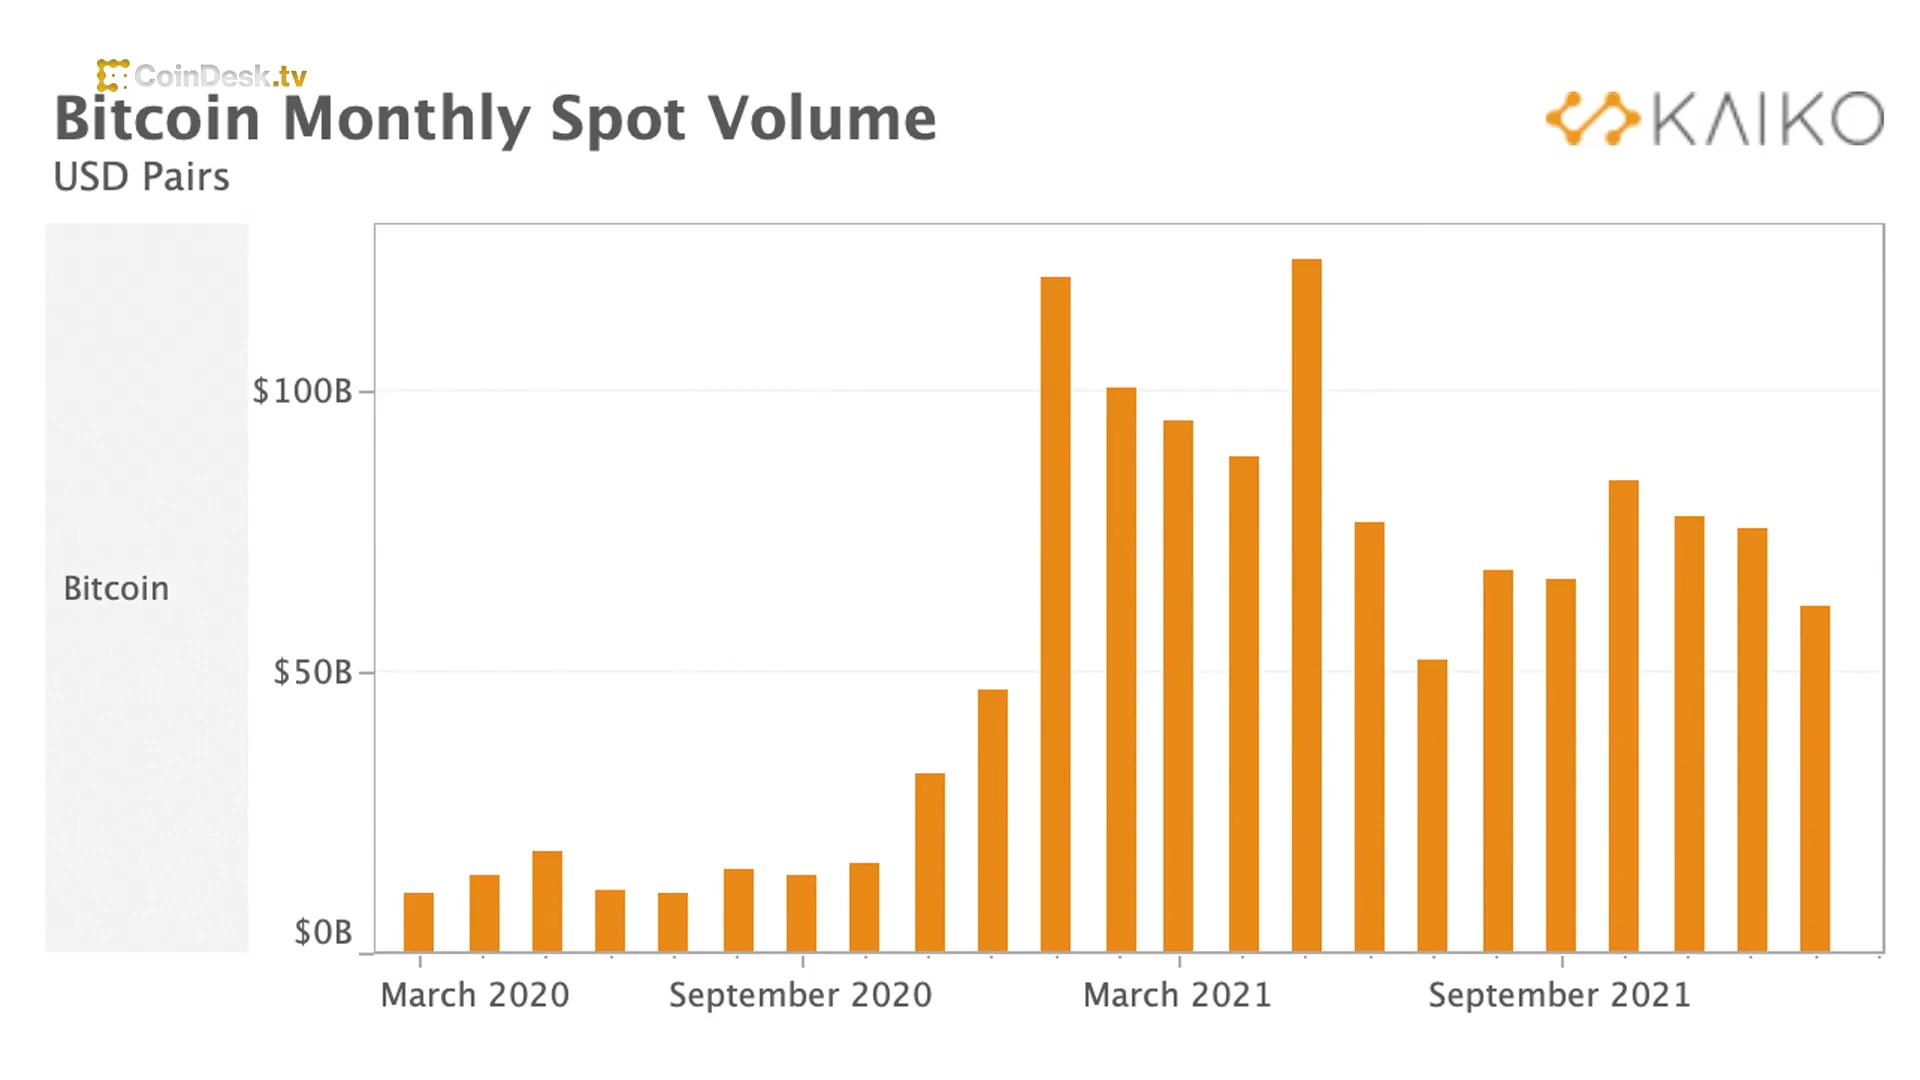 CoinDesk.tv
Bitcoin Monthly Spot Volume
KAIKO
USD Pairs
$100B
$50B
$0B
Bitcoin
March 2020
September 2020
March 2021
September 2021